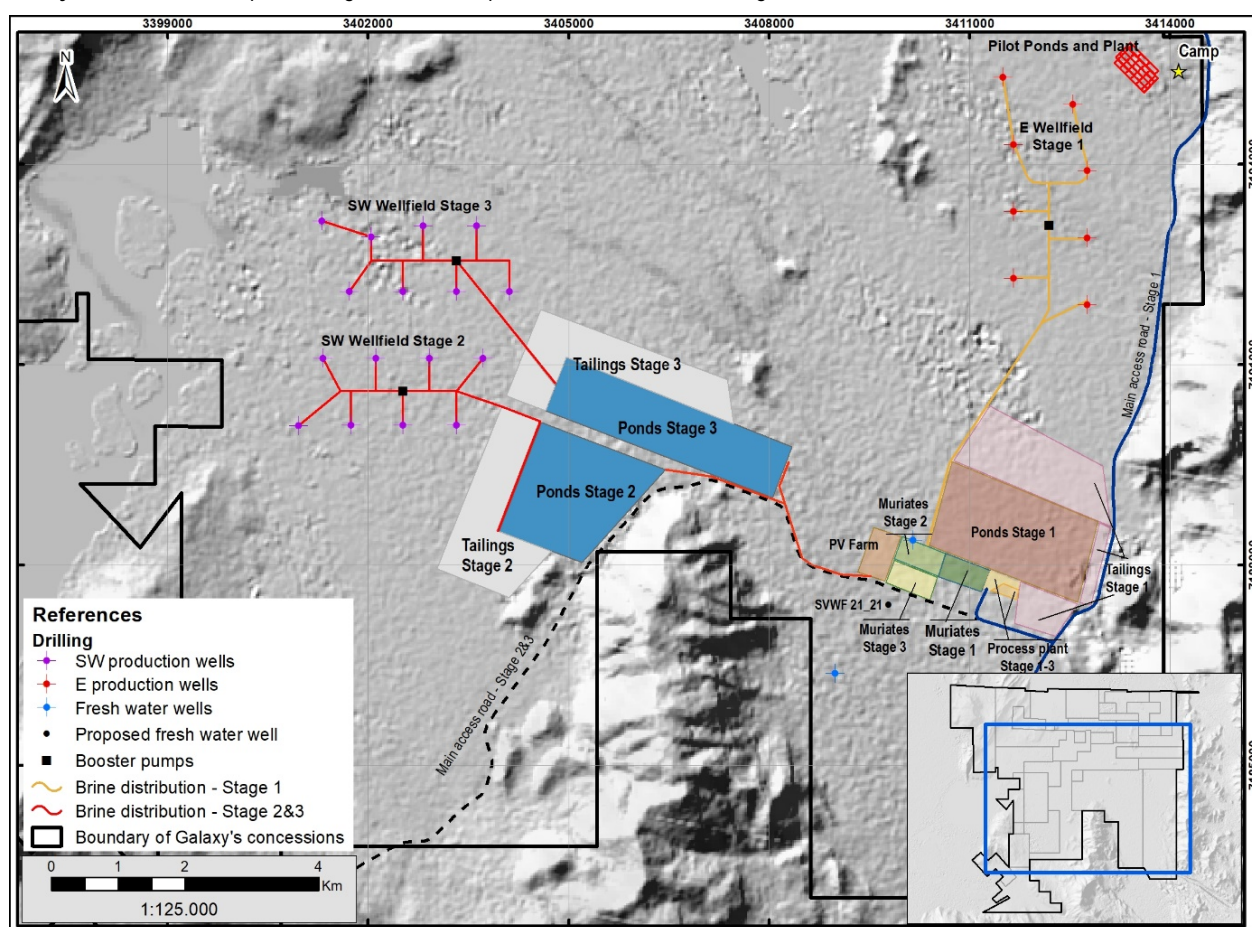 3399000
3402000
3405000
3408000
3411000
3414000
N
Pilot Ponds and Plant
Camp
E Wellfield
Stage 1
SW Wellfield Stage 3
SW Wellfield Stage 2
Tailings Stage 3
Ponds Stage 3
Ponds Stage 2
Tailings
Stage 2
Main access road - Stage 1
Main access road - Stage 2&3
Muriates
Stage 2
PV Farm
Ponds Stage 1
Tailings
Stage 1
SVWF 21_21
Muriates
Stage 3
Muriates
Stage 1
Process plant
Stage 1-3
References
Drilling
SW production wells
E production wells
Fresh water wells
Proposed fresh water well
Booster pumps
Brine distribution - Stage 1
Brine distribution - Stage 2&3
Boundary of Galaxy's concessions
0 1 2 4
Km
1:125.000